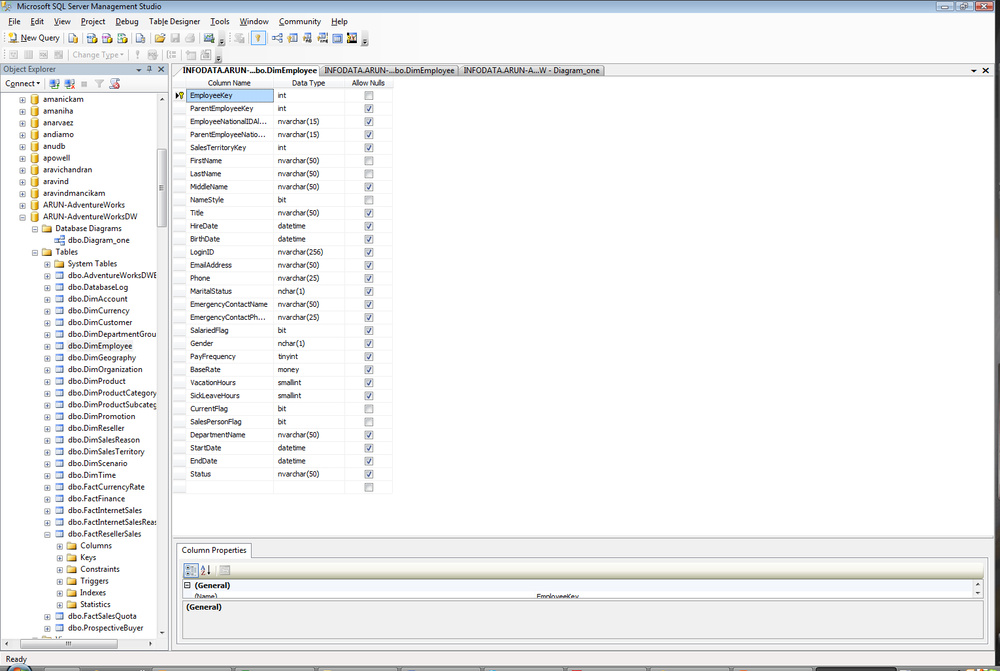 Microsoft SQL Server Management Studio
File Edit View Project Debug Table Designer Tools Window Community Help
New Query
Change Type
Object Explorer
Connect
amanickam
amaniha
anarvaez
andiamo
anudb
apowell
aravichandran
aravind
aravindmancikam
ARUN-AdventureWorks
ARUN-AdventureWorksDW
Database Diagrams
dbo.Diagram_one
Tables
System Tables
dbo.AdventureWorksDWE
dbo.DatabaseLog
dbo.DimAccount
dbo.DimCurrency
dbo.DimCustomer
dbo.DimDepartmentGrou
dbo.DimEmployee
dbo.DimGeography
dbo.DimOrganization
dbo.DimProduct
dbo.DimProductCategory
dbo.DimProductSubcateg
dbo.DimPromotion
dbo.DimReseller
dbo.DimSalesReason
dbo.DimSalesTerritory
dbo.DimScenario
dbo.DimTime
dbo.FactCurrencyRate
dbo.FactFinance
dbo.FactInternetSales
dbo.FactInternetSalesReas
dbo.FactResellerSales
Columns
Keys
Constraints
Triggers
Indexes
Statistics
dbo.FactSalesQuota
dbo.ProspectiveBuyer
INFODATA.ARUN-...bo.DimEmployee INFODATA.ARUN-...bo.DimEmployee INFODATA.ARUN-A...W - Diagram_one
Column Name Data Type Allow Nulls
EmployeeKey int
ParentEmployeeKey int
EmployeeNationalIDAl... nvarchar(15)
ParentEmployeeNatio... nvarchar(15)
SalesTerritoryKey int
FirstName nvarchar(50)
LastName nvarchar(50)
MiddleName nvarchar(50)
NameStyle bit
Title nvarchar(50)
HireDate datetime
BirthDate datetime
LoginID nvarchar(256)
EmailAddress nvarchar(50)
Phone nvarchar(25)
MaritalStatus nchar(1)
EmergencyContactName nvarchar(50)
EmergencyContactPh... nvarchar(25)
SalariedFlag bit
Gender nchar(1)
PayFrequency tinyint
BaseRate money
VacationHours smallint
SickLeaveHours smallint
CurrentFlag bit
SalesPersonFlag bit
DepartmentName nvarchar(50)
StartDate datetime
EndDate datetime
Status nvarchar(50)
Column Properties
(General)
(Name) EmployeeKey
(General)
Ready